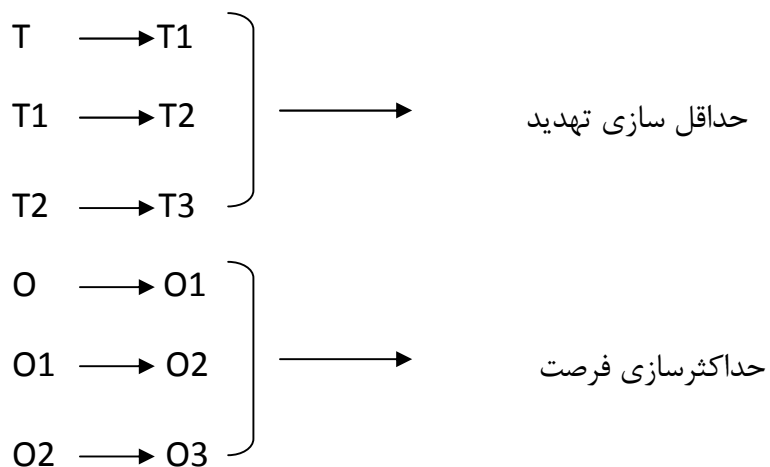 T → T1
T1 → T2
T2 → T3
حداقل سازی تهدید
O → O1
O1 → O2
O2 → O3
حداکثرسازی فرصت